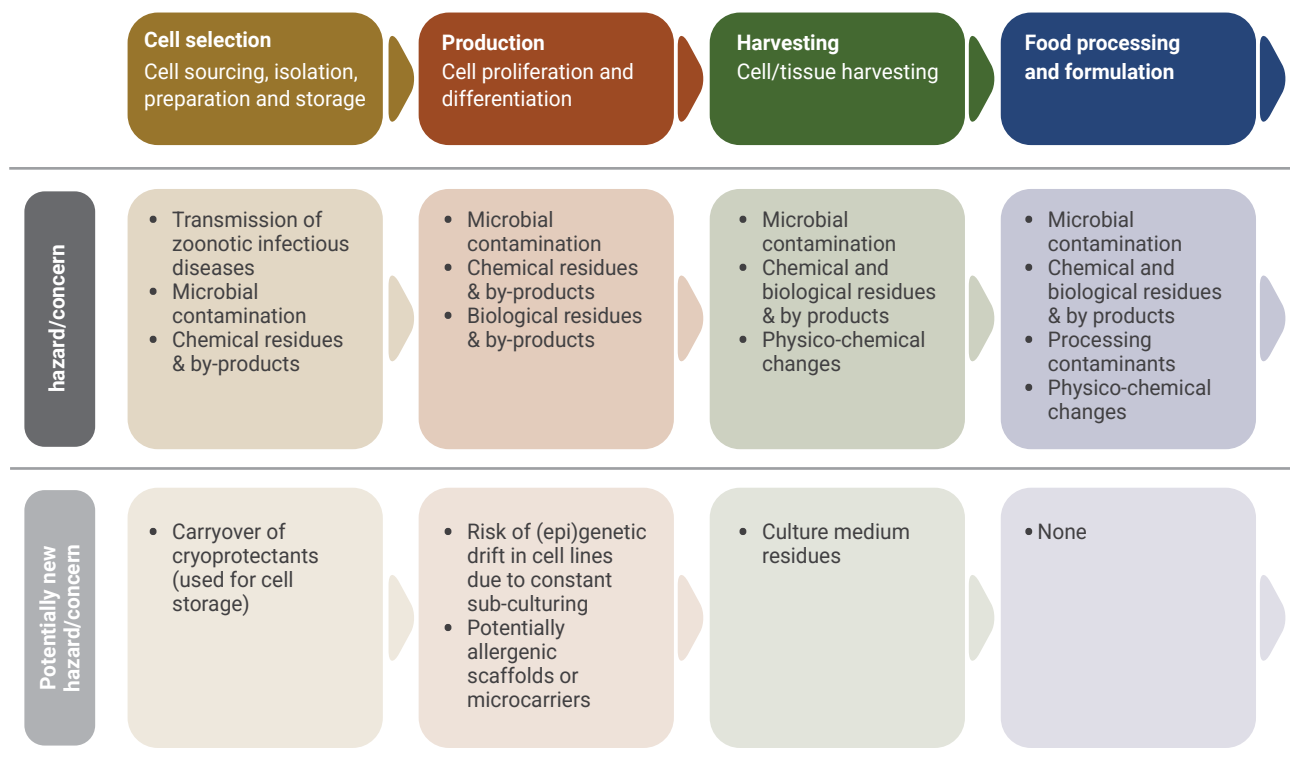 Cell selection
Cell sourcing, isolation,
preparation and storage
Production
Cell proliferation and
differentiation
Harvesting
Cell/tissue harvesting
Food processing
and formulation
hazard/concern
• Transmission of
zoonotic infectious
diseases
• Microbial
contamination
• Chemical residues
& by-products
• Microbial
contamination
• Chemical residues
& by-products
• Biological residues
& by-products
• Microbial
contamination
• Chemical and
biological residues
& by products
• Physico-chemical
changes
• Microbial
contamination
• Chemical and
biological residues
& by products
• Processing
contaminants
• Physico-chemical
changes
Potentially new
hazard/concern
• Carryover of
cryoprotectants
(used for cell
storage)
• Risk of (epi)genetic
drift in cell lines
due to constant
sub-culturing
• Potentially
allergenic
scaffolds or
microcarriers
• Culture medium
residues
• None